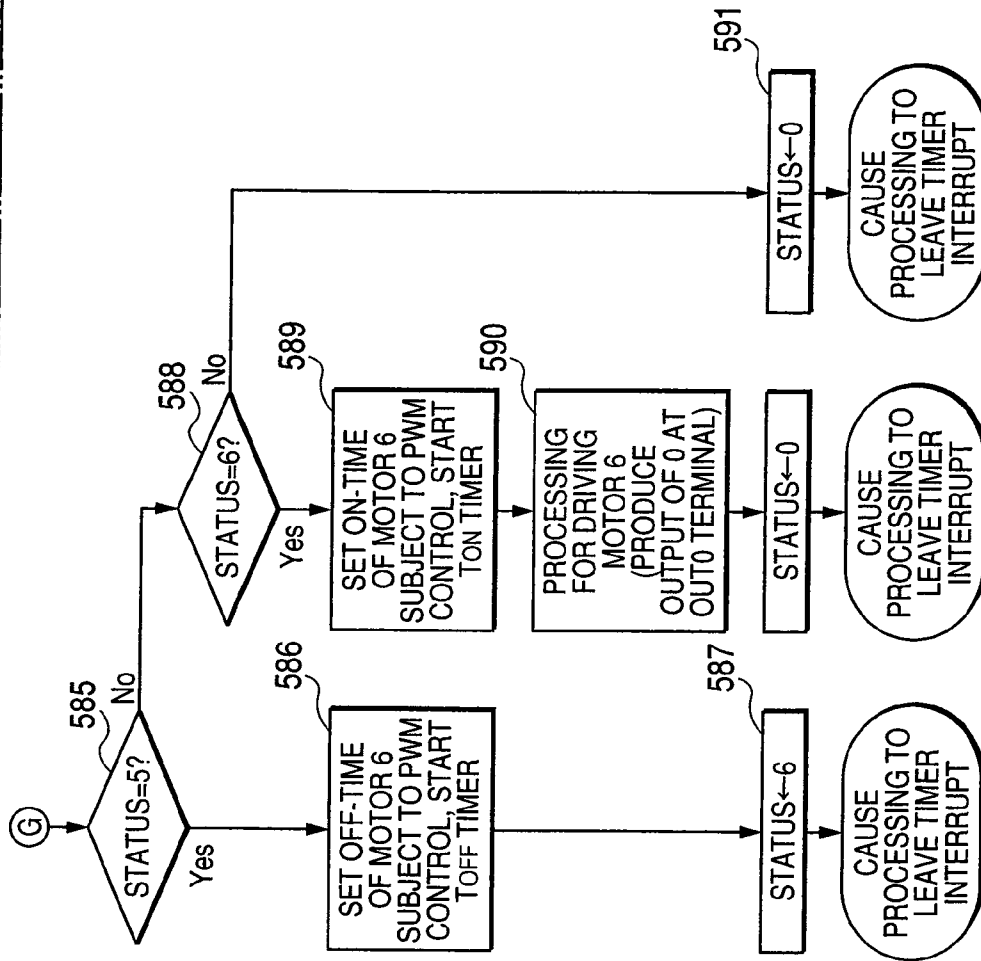 G
585
STATUS=5?
No
Yes
588
STATUS=6?
No
Yes
586
SET OFF-TIME
OF MOTOR 6
SUBJECT TO PWM
CONTROL, START
TOFF TIMER
589
SET ON-TIME
OF MOTOR 6
SUBJECT TO PWM
CONTROL, START
TON TIMER
590
PROCESSING
FOR DRIVING
MOTOR 6
(PRODUCE
OUTPUT OF 0 AT
OUT0 TERMINAL)
587
STATUS←6
STATUS←0
591
STATUS←0
CAUSE
PROCESSING TO
LEAVE TIMER
INTERRUPT
CAUSE
PROCESSING TO
LEAVE TIMER
INTERRUPT
CAUSE
PROCESSING TO
LEAVE TIMER
INTERRUPT